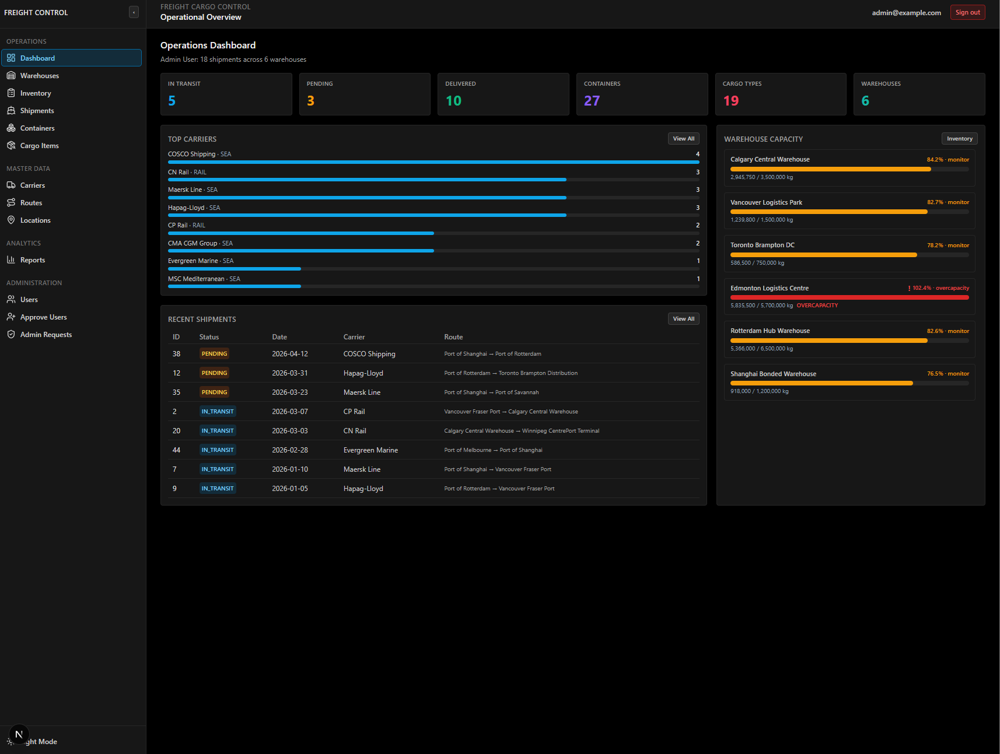 FREIGHT CONTROL
‹
OPERATIONS
Dashboard
Warehouses
Inventory
Shipments
Containers
Cargo Items
MASTER DATA
Carriers
Routes
Locations
ANALYTICS
Reports
ADMINISTRATION
Users
Approve Users
Admin Requests
N
ght Mode
FREIGHT CARGO CONTROL
Operational Overview
admin@example.com
Sign out
Operations Dashboard
Admin User: 18 shipments across 6 warehouses
IN TRANSIT
5
PENDING
3
DELIVERED
10
CONTAINERS
27
CARGO TYPES
19
WAREHOUSES
6
TOP CARRIERS
View All
COSCO Shipping · SEA 4
CN Rail · RAIL 3
Maersk Line · SEA 3
Hapag-Lloyd · SEA 3
CP Rail · RAIL 2
CMA CGM Group · SEA 2
Evergreen Marine · SEA 1
MSC Mediterranean · SEA 1
RECENT SHIPMENTS
View All
ID Status Date Carrier Route
38 PENDING 2026-04-12 COSCO Shipping Port of Shanghai → Port of Rotterdam
12 PENDING 2026-03-31 Hapag-Lloyd Port of Rotterdam → Toronto Brampton Distribution
35 PENDING 2026-03-23 Maersk Line Port of Shanghai → Port of Savannah
2 IN_TRANSIT 2026-03-07 CP Rail Vancouver Fraser Port → Calgary Central Warehouse
20 IN_TRANSIT 2026-03-03 CN Rail Calgary Central Warehouse → Winnipeg CentrePort Terminal
44 IN_TRANSIT 2026-02-28 Evergreen Marine Port of Melbourne → Port of Shanghai
7 IN_TRANSIT 2026-01-10 Maersk Line Port of Shanghai → Vancouver Fraser Port
9 IN_TRANSIT 2026-01-05 Hapag-Lloyd Port of Rotterdam → Vancouver Fraser Port
WAREHOUSE CAPACITY
Inventory
Calgary Central Warehouse 84.2% · monitor
2,945,750 / 3,500,000 kg
Vancouver Logistics Park 82.7% · monitor
1,239,800 / 1,500,000 kg
Toronto Brampton DC 78.2% · monitor
586,500 / 750,000 kg
Edmonton Logistics Centre ! 102.4% · overcapacity
5,835,500 / 5,700,000 kg OVERCAPACITY
Rotterdam Hub Warehouse 82.6% · monitor
5,366,000 / 6,500,000 kg
Shanghai Bonded Warehouse 76.5% · monitor
918,000 / 1,200,000 kg